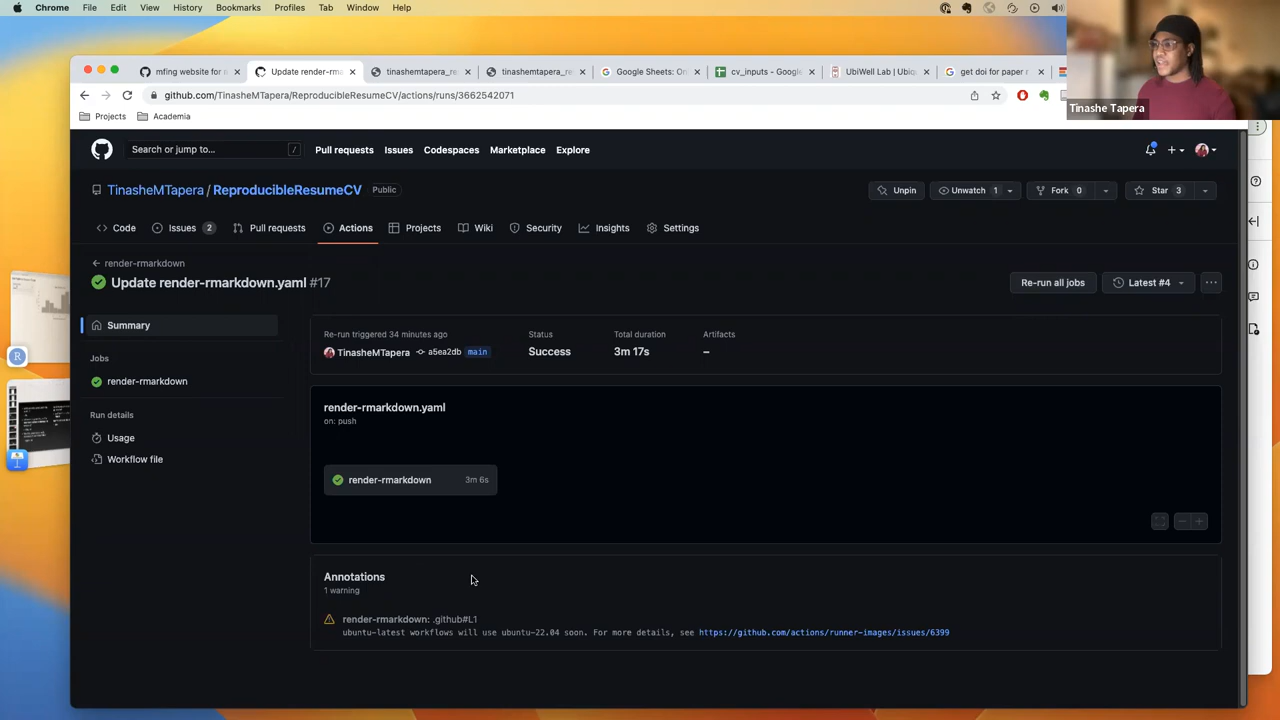 Chrome File Edit View History Bookmarks Profiles Tab Window Help
mfing website for r
Update render-rma
tinashemtapera_re
tinashemtapera_re
Google Sheets: On
cv_inputs - Google
UbiWell Lab | Ubiq
get doi for paper r
github.com/TinasheMTapera/ReproducibleResumeCV/actions/runs/3662542071
Tinashe Tapera
Projects Academia
Search or jump to... /
Pull requests Issues Codespaces Marketplace Explore
TinasheMTapera / ReproducibleResumeCV Public
Unpin Unwatch 1 Fork 0 Star 3
Code Issues 2 Pull requests Actions Projects Wiki Security Insights Settings
render-rmarkdown
Update render-rmarkdown.yaml #17
Re-run all jobs Latest #4
Summary
Jobs
render-rmarkdown
Run details
Usage
Workflow file
Re-run triggered 34 minutes ago
TinasheMTapera a5ea2db main
Status
Success
Total duration
3m 17s
Artifacts
–
render-rmarkdown.yaml
on: push
render-rmarkdown 3m 6s
Annotations
1 warning
render-rmarkdown: .github#L1
ubuntu-latest workflows will use ubuntu-22.04 soon. For more details, see https://github.com/actions/runner-images/issues/6399
R